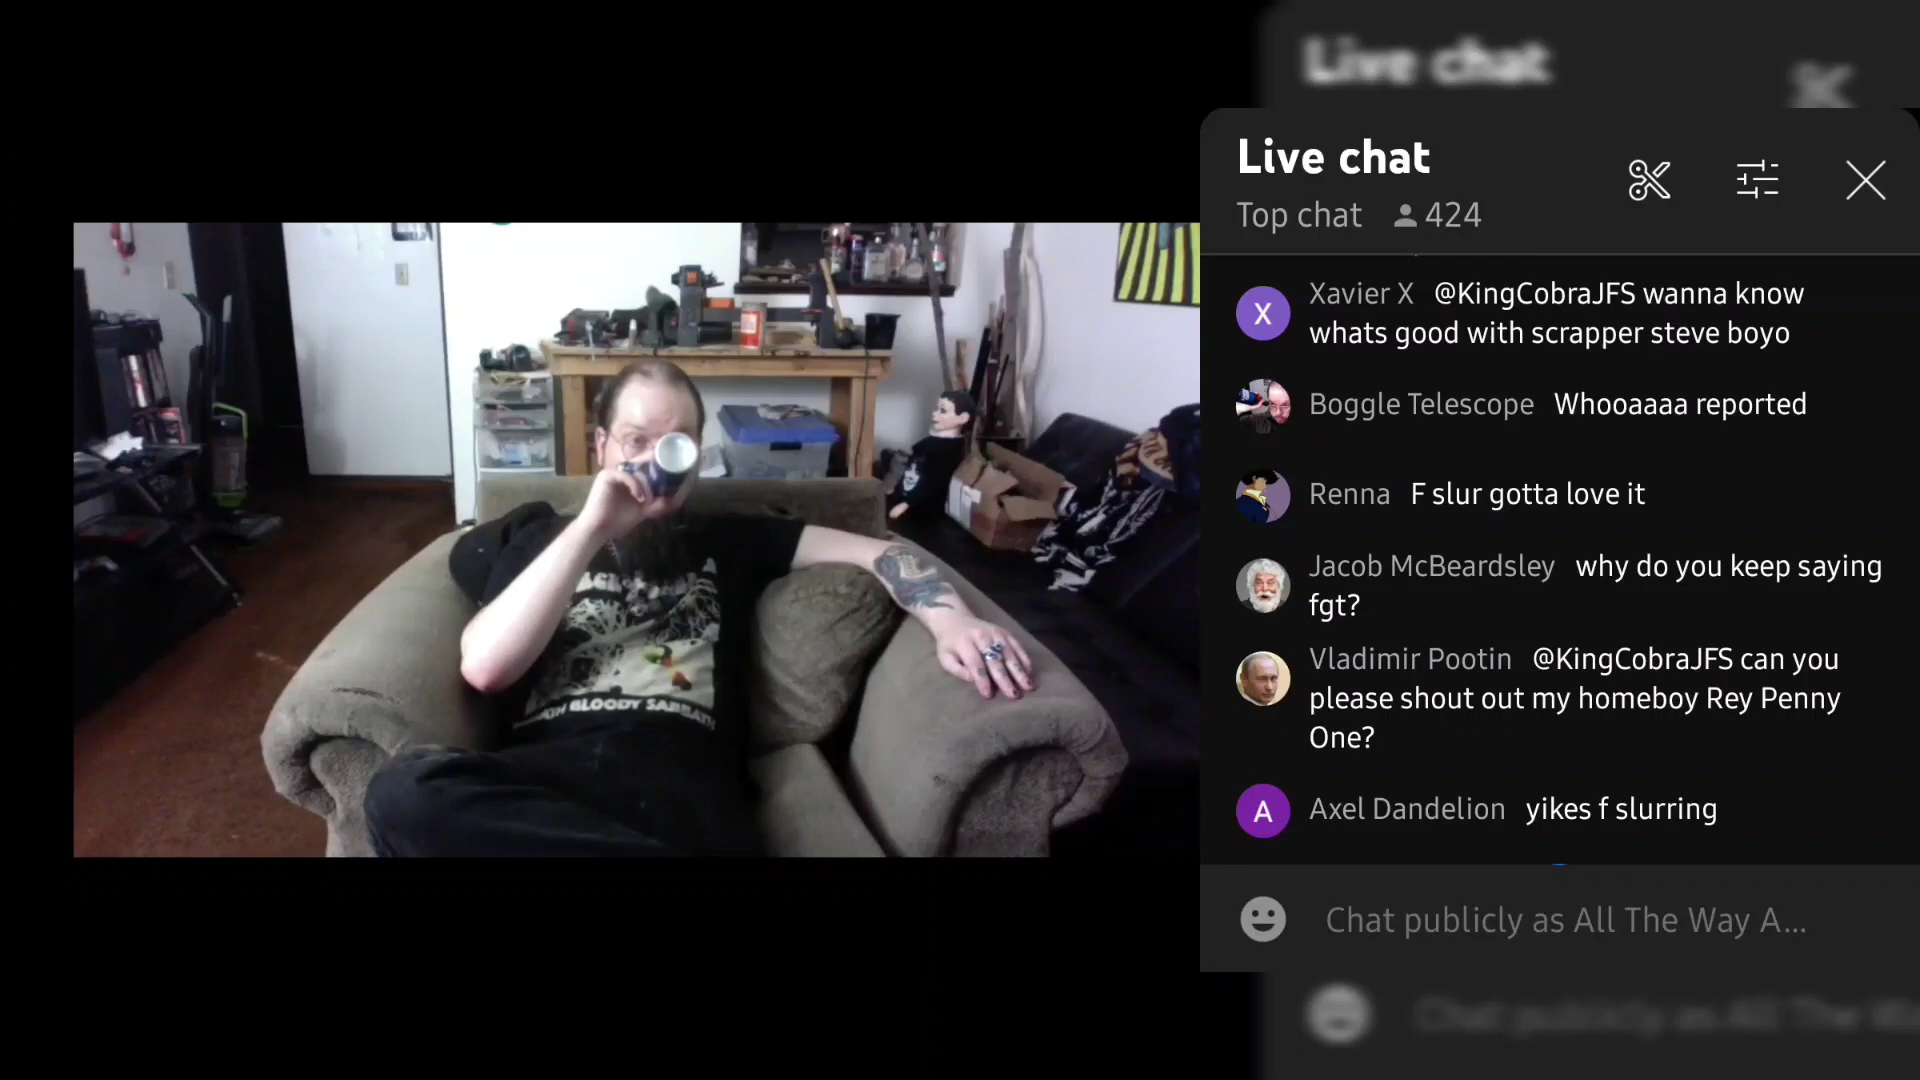 Live chat
Live chat
Top chat 424
X Xavier X @KingCobraJFS wanna know
whats good with scrapper steve boyo
Boggle Telescope Whooaaaa reported
Renna F slur gotta love it
Jacob McBeardsley why do you keep saying
fgt?
Vladimir Pootin @KingCobraJFS can you
please shout out my homeboy Rey Penny
One?
A Axel Dandelion yikes f slurring
Chat publicly as All The Way A...
BLOODY SABBATH